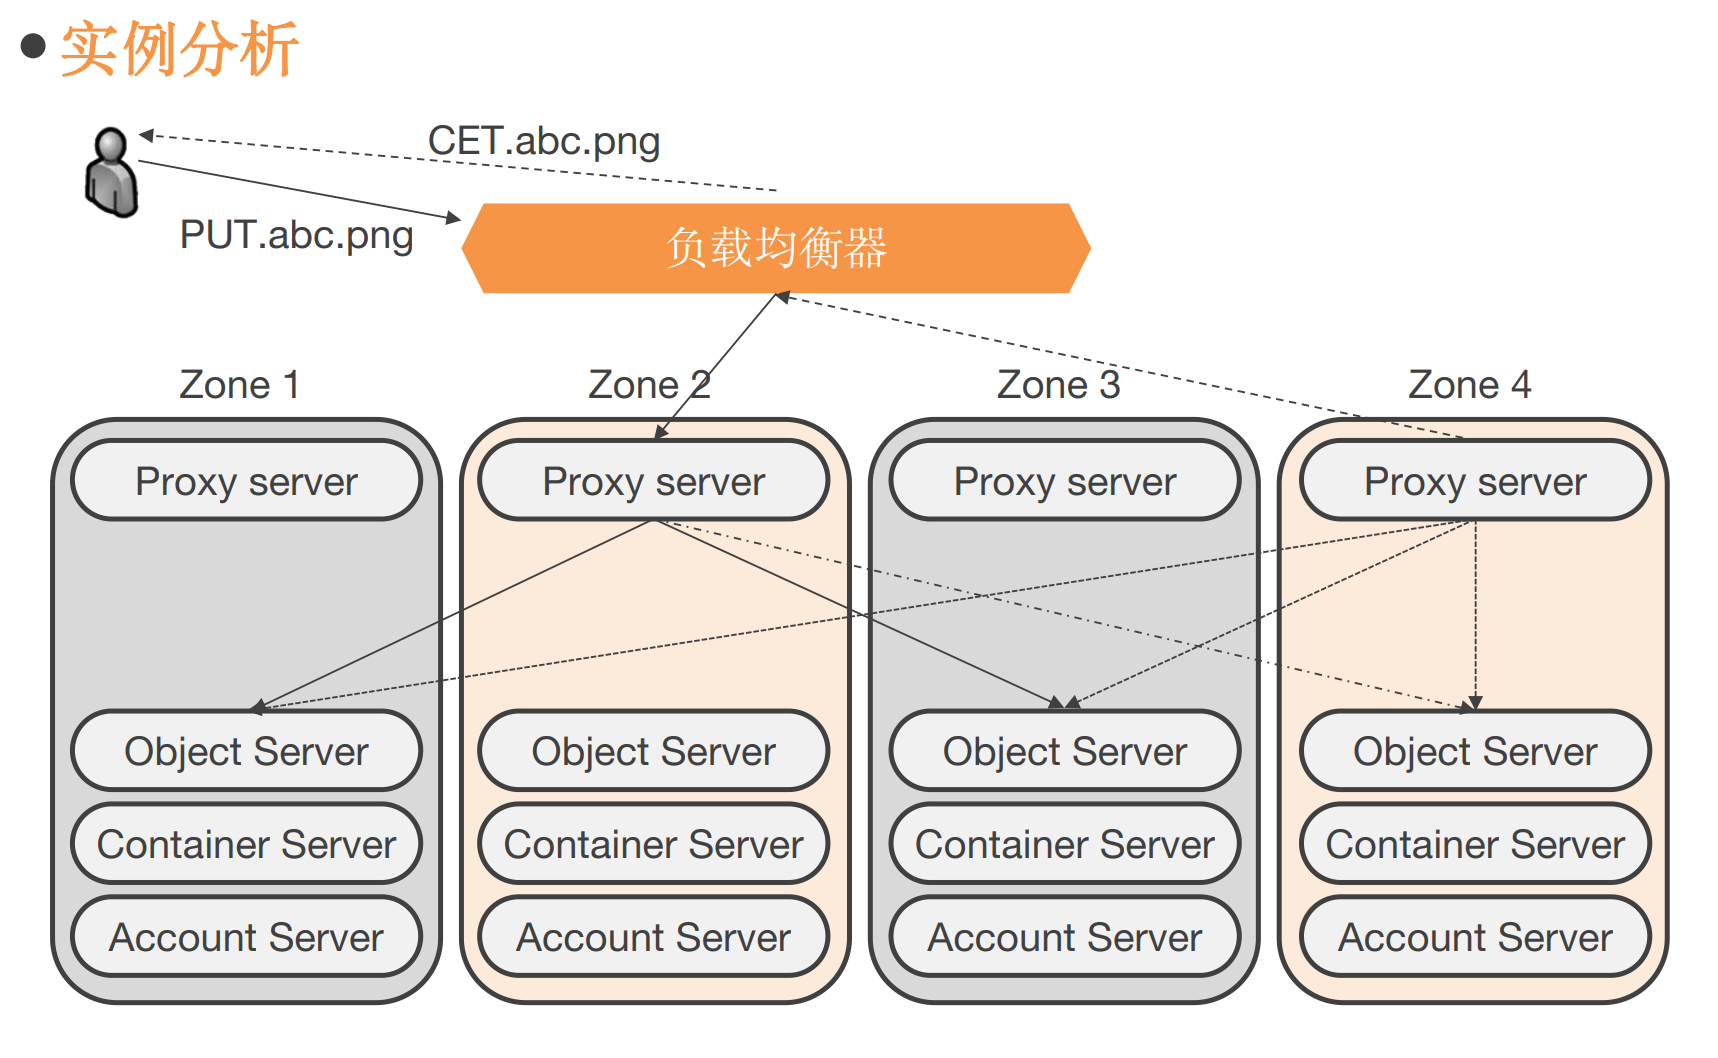 实例分析
CET.abc.png
PUT.abc.png
负载均衡器
Zone 1
Zone 2
Zone 3
Zone 4
Proxy server
Proxy server
Proxy server
Proxy server
Object Server
Object Server
Object Server
Object Server
Container Server
Container Server
Container Server
Container Server
Account Server
Account Server
Account Server
Account Server